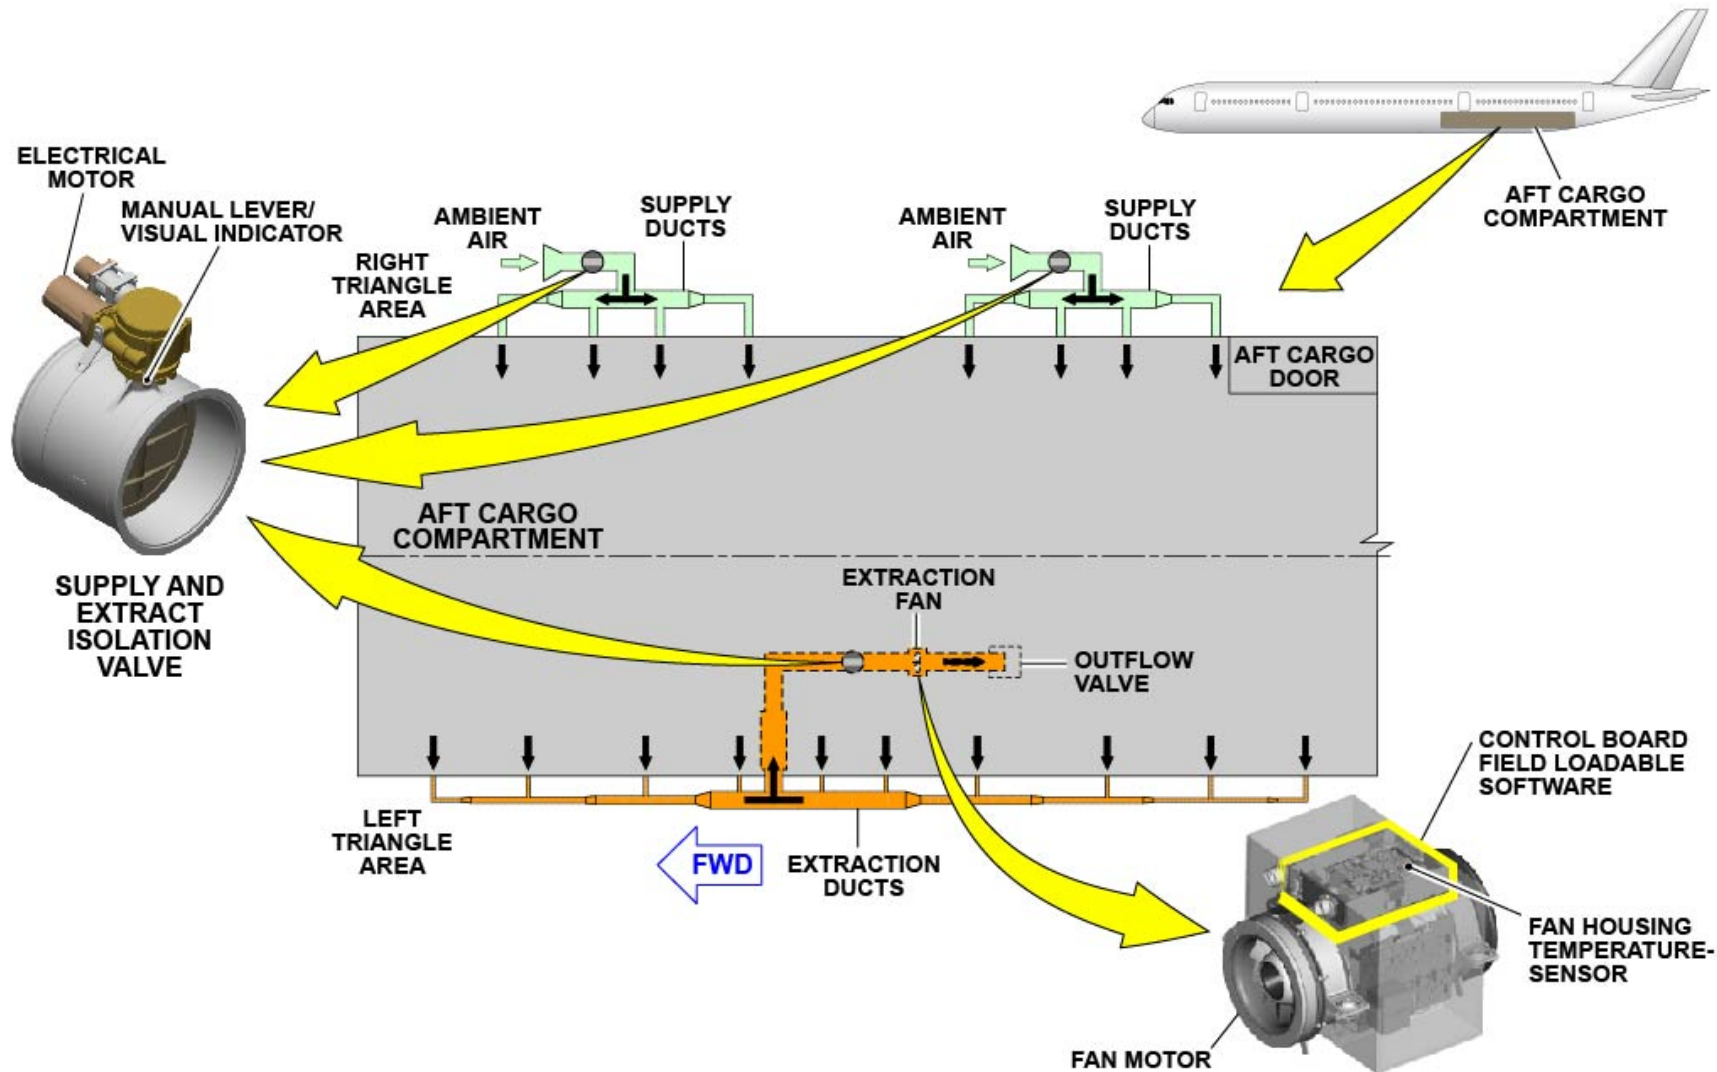 ELECTRICAL
MOTOR
MANUAL LEVER/
VISUAL INDICATOR
RIGHT
TRIANGLE
AREA
AMBIENT
AIR
SUPPLY
DUCTS
AMBIENT
AIR
SUPPLY
DUCTS
AFT CARGO
COMPARTMENT
AFT CARGO
DOOR
AFT CARGO
COMPARTMENT
SUPPLY AND
EXTRACT
ISOLATION
VALVE
EXTRACTION
FAN
OUTFLOW
VALVE
LEFT
TRIANGLE
AREA
FWD
EXTRACTION
DUCTS
CONTROL BOARD
FIELD LOADABLE
SOFTWARE
FAN HOUSING
TEMPERATURE-
SENSOR
FAN MOTOR